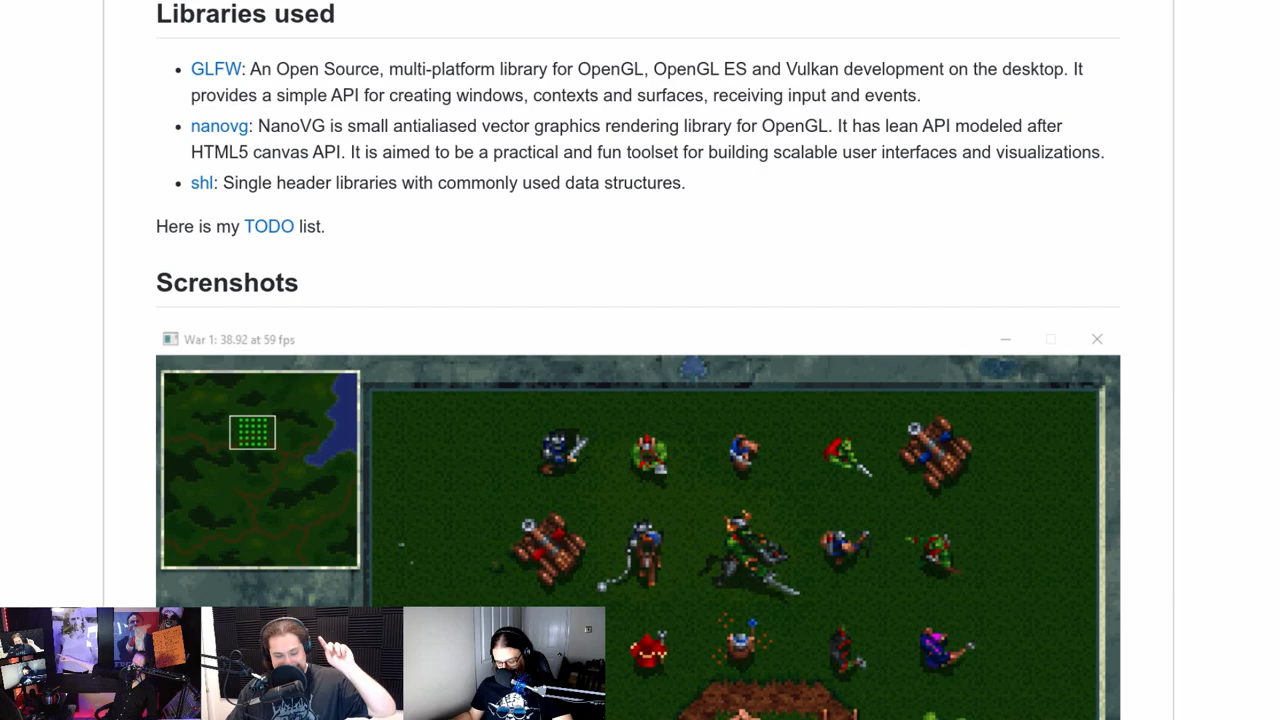 Libraries used
GLFW: An Open Source, multi-platform library for OpenGL, OpenGL ES and Vulkan development on the desktop. It
provides a simple API for creating windows, contexts and surfaces, receiving input and events.
nanovg: NanoVG is small antialiased vector graphics rendering library for OpenGL. It has lean API modeled after
HTML5 canvas API. It is aimed to be a practical and fun toolset for building scalable user interfaces and visualizations.
shl: Single header libraries with commonly used data structures.
Here is my TODO list.
Screnshots
War 1: 38.92 at 59 fps